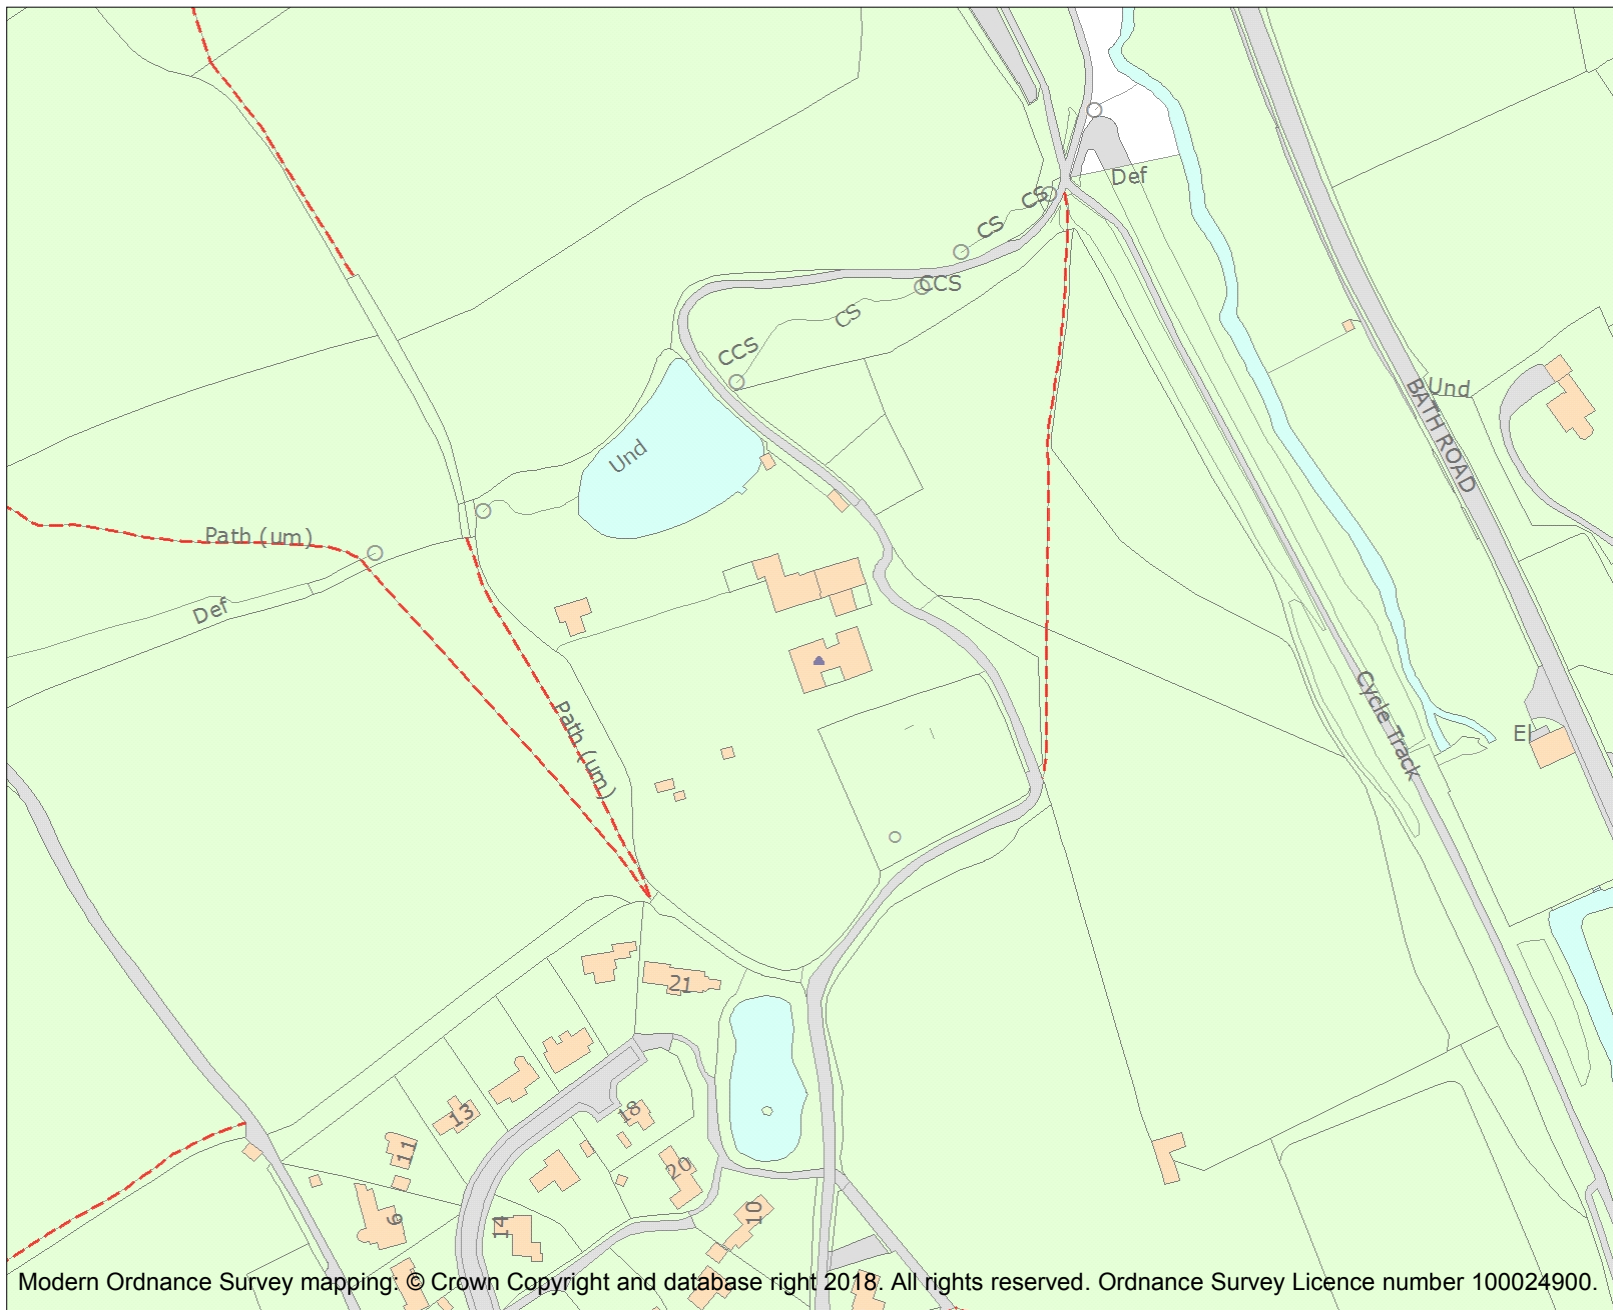 Def
CS
CS
CCS
CS
CCS
Und
BATH ROAD
Und
Path (um)
Def
Path (um)
Cycle Track
El
21
18
13
11
20
9
14
10
Modern Ordnance Survey mapping: © Crown Copyright and database right 2018. All rights reserved. Ordnance Survey Licence number 100024900.